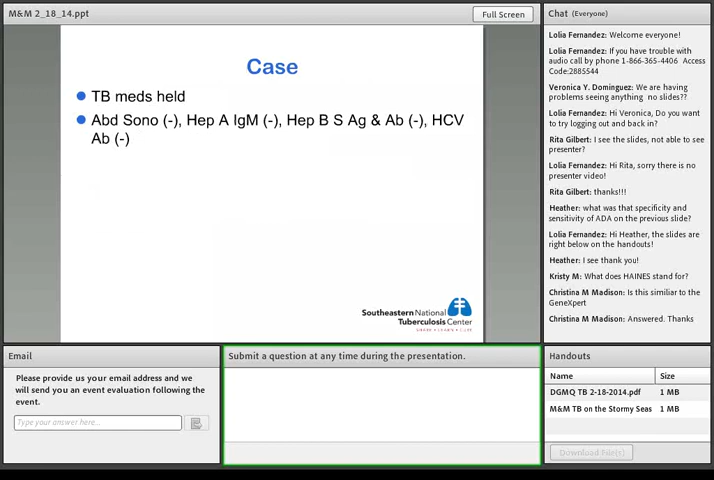 M&M 2_18_14.ppt
Full Screen
Case
TB meds held
Abd Sono (-), Hep A IgM (-), Hep B S Ag & Ab (-), HCV
Ab (-)
Southeastern National
Tuberculosis Center
Chat (Everyone)
Lolia Fernandez: Welcome everyone!
Lolia Fernandez: If you have trouble with
audio call by phone 1-866-365-4406 Access
Code:2885544
Veronica Y. Dominguez: We are having
problems seeing anything no slides??
Lolia Fernandez: Hi Veronica, Do you want
to try logging out and back in?
Rita Gilbert: I see the slides, not able to see
presenter?
Lolia Fernandez: Hi Rita, sorry there is no
presenter video!
Rita Gilbert: thanks!!!
Heather: what was that specificity and
sensitivity of ADA on the previous slide?
Lolia Fernandez: Hi Heather, the slides are
right below on the handouts!
Heather: I see thank you!
Kristy M: What does HAINES stand for?
Christina M Madison: Is this similiar to the
GeneXpert
Christina M Madison: Answered. Thanks
Email
Please provide us your email address and we
will send you an event evaluation following the
event.
Type your answer here...
Submit a question at any time during the presentation.
Handouts
Name Size
DGMQ TB 2-18-2014.pdf 1 MB
M&M TB on the Stormy Seas 1 MB
Download File(s)